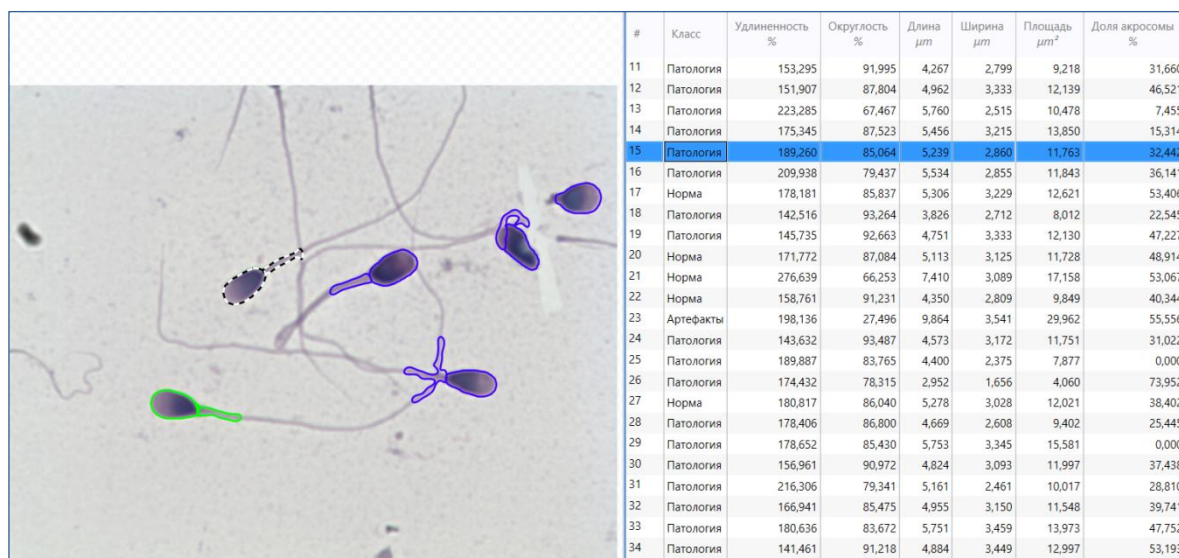 # Класс Удлиненность % Округлость % Длина µm Ширина µm Площадь µm² Доля акросомы %
11 Патология 153,295 91,995 4,267 2,799 9,218 31,660
12 Патология 151,907 87,804 4,962 3,333 12,139 46,521
13 Патология 223,285 67,467 5,760 2,515 10,478 7,455
14 Патология 175,345 87,523 5,456 3,215 13,850 15,314
15 Патология 189,260 85,064 5,239 2,860 11,763 32,442
16 Патология 209,938 79,437 5,534 2,855 11,843 36,141
17 Норма 178,181 85,837 5,306 3,229 12,621 53,406
18 Патология 142,516 93,264 3,826 2,712 8,012 22,545
19 Патология 145,735 92,663 4,751 3,333 12,130 47,227
20 Норма 171,772 87,084 5,113 3,125 11,728 48,914
21 Норма 276,639 66,253 7,410 3,089 17,158 53,067
22 Норма 158,761 91,231 4,350 2,809 9,849 40,344
23 Артефакты 198,136 27,496 9,864 3,541 29,962 55,556
24 Патология 143,632 93,487 4,573 3,172 11,751 31,022
25 Патология 189,887 83,765 4,400 2,375 7,877 0,000
26 Патология 174,432 78,315 2,952 1,656 4,060 73,952
27 Норма 180,817 86,040 5,278 3,028 12,021 38,402
28 Патология 178,406 86,800 4,669 2,608 9,402 25,445
29 Патология 178,652 85,430 5,753 3,345 15,581 0,000
30 Патология 156,961 90,972 4,824 3,093 11,997 37,438
31 Патология 216,306 79,341 5,161 2,461 10,017 28,810
32 Патология 166,941 85,475 4,955 3,150 11,548 39,741
33 Патология 180,636 83,672 5,751 3,459 13,973 47,752
34 Патология 141,461 91,218 4,884 3,449 12,997 53,193